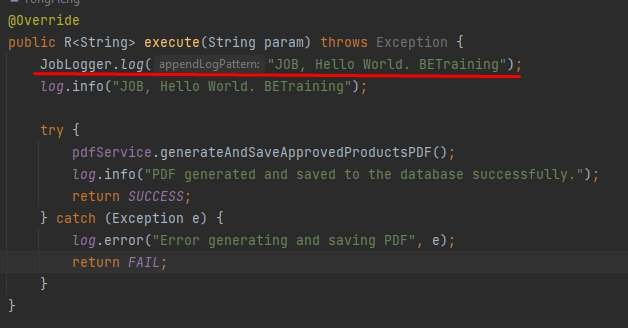 @Override
public R<String> execute(String param) throws Exception {
JobLogger.log( appendLogPattern: "JOB, Hello World. BETraining");
log.info("JOB, Hello World. BETraining");
try {
pdfService.generateAndSaveApprovedProductsPDF();
log.info("PDF generated and saved to the database successfully.");
return SUCCESS;
} catch (Exception e) {
log.error("Error generating and saving PDF", e);
return FAIL;
}
}